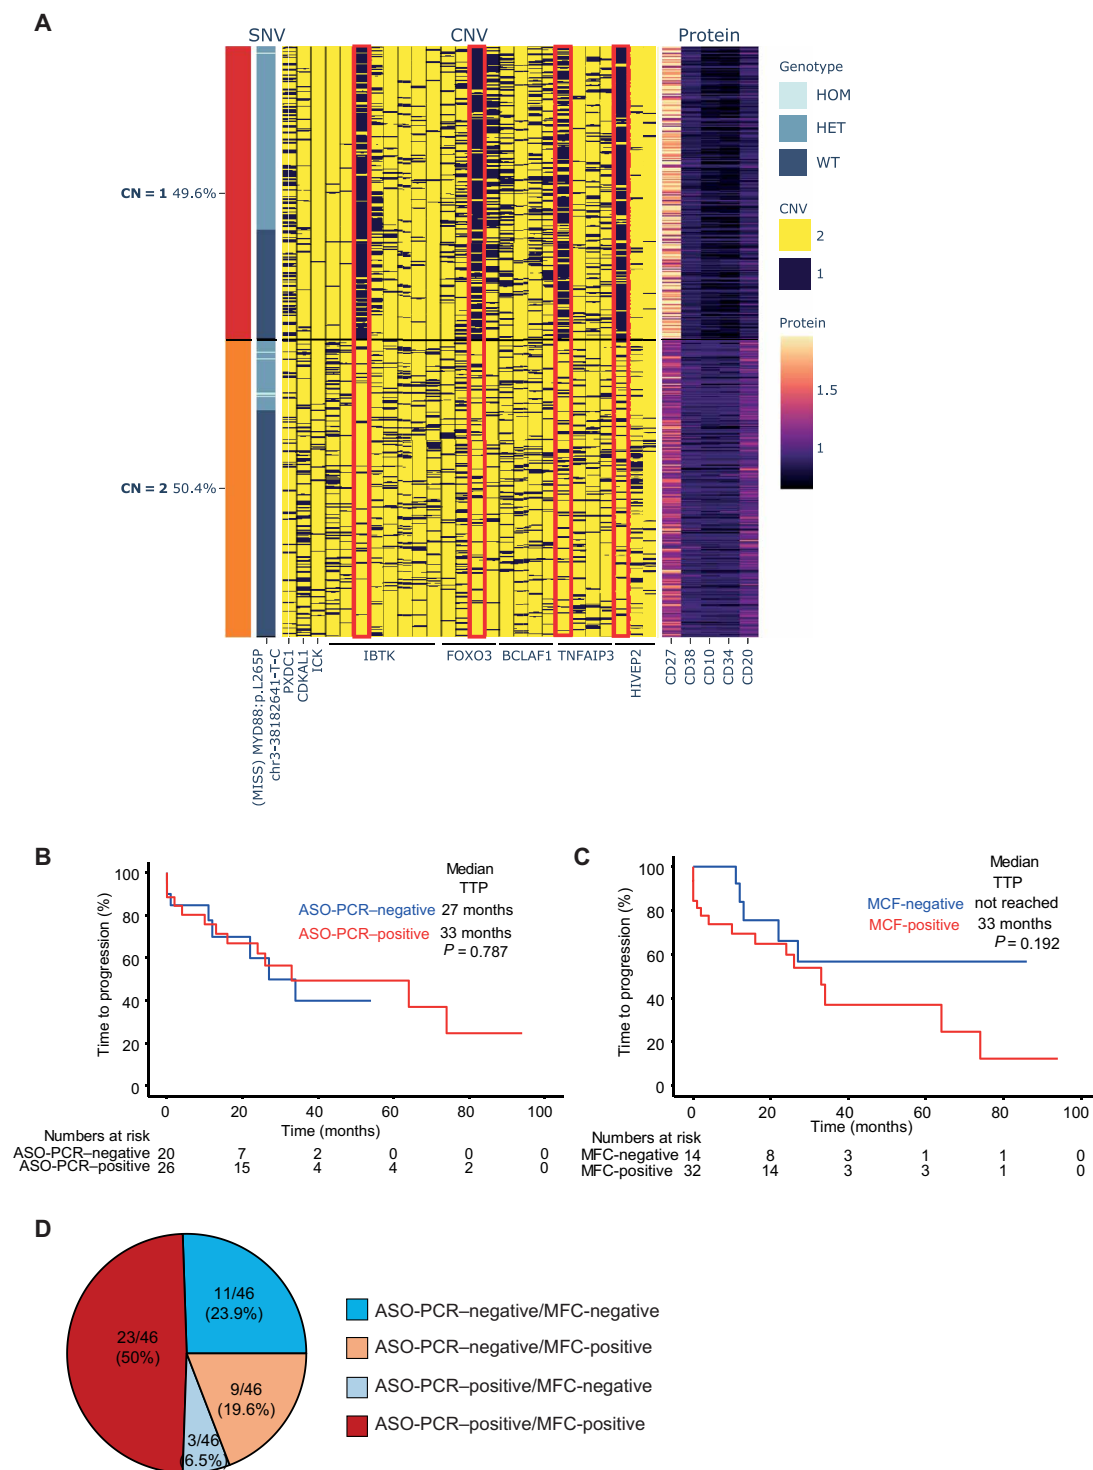 A
SNV
CNV
Protein
Genotype
HOM
HET
WT
CN = 1 49.6%
CNV
2
1
Protein
1.5
1
CN = 2 50.4%
(MISS) MYD88:p.L265P
chr3-38182641-T-C
PXDC1
CDKAL1
ICK
IBTK
FOXO3
BCLAF1
TNFAIP3
HIVEP2
CD27
CD38
CD10
CD34
CD20
B
Time to progression (%)
100
80
60
40
20
0
Median
TTP
ASO-PCR–negative 27 months
ASO-PCR–positive 33 months
P = 0.787
0 20 40 60 80 100
Time (months)
Numbers at risk
ASO-PCR–negative 20 7 2 0 0 0
ASO-PCR–positive 26 15 4 4 2 0
C
Time to progression (%)
100
80
60
40
20
0
Median
TTP
MCF-negative not reached
MCF-positive 33 months
P = 0.192
0 20 40 60 80 100
Time (months)
Numbers at risk
MFC-negative 14 8 3 1 1 0
MFC-positive 32 14 3 3 1 0
D
11/46
(23.9%)
23/46
(50%)
9/46
(19.6%)
3/46
(6.5%)
ASO-PCR–negative/MFC-negative
ASO-PCR–negative/MFC-positive
ASO-PCR–positive/MFC-negative
ASO-PCR–positive/MFC-positive